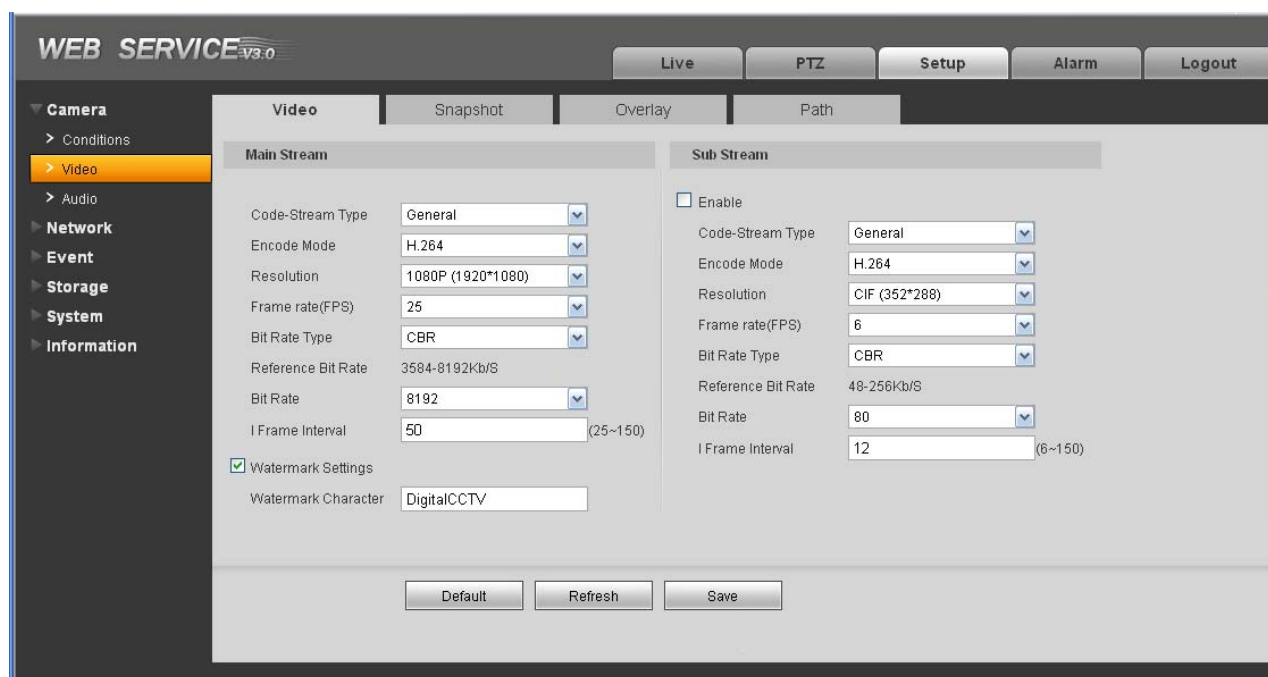 WEB SERVICE V3.0
Live PTZ Setup Alarm Logout
Camera
Conditions
Video
Audio
Network
Event
Storage
System
Information
Video Snapshot Overlay Path
Main Stream
Code-Stream Type General
Encode Mode H.264
Resolution 1080P (1920*1080)
Frame rate(FPS) 25
Bit Rate Type CBR
Reference Bit Rate 3584-8192Kb/S
Bit Rate 8192
I Frame Interval 50 (25~150)
Watermark Settings
Watermark Character DigitalCCTV
Sub Stream
Enable
Code-Stream Type General
Encode Mode H.264
Resolution CIF (352*288)
Frame rate(FPS) 6
Bit Rate Type CBR
Reference Bit Rate 48-256Kb/S
Bit Rate 80
I Frame Interval 12 (6~150)
Default Refresh Save